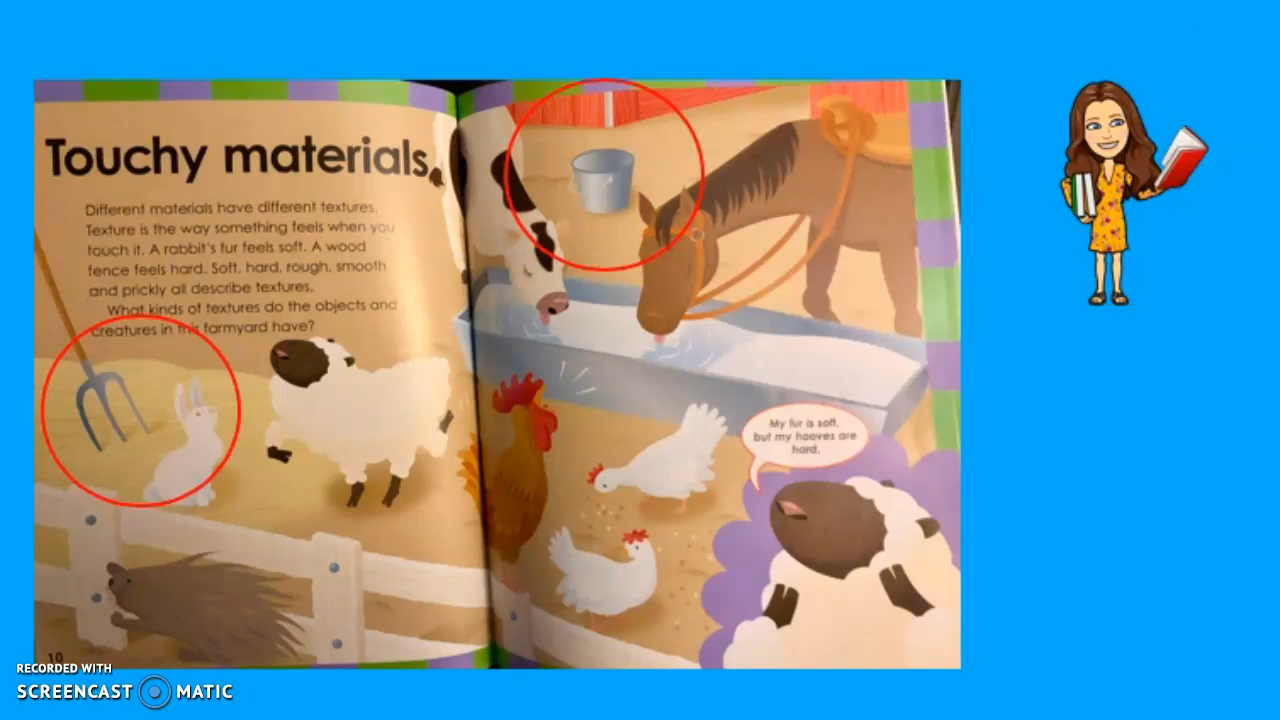 Touchy materials
Different materials have different textures.
Texture is the way something feels when you
touch it. A rabbit's fur feels soft. A wood
fence feels hard. Soft, hard, rough, smooth
and prickly all describe textures.
What kinds of textures do the objects and
creatures in this farmyard have?
My fur is soft,
but my hooves are
hard.
10
RECORDED WITH
SCREENCAST MATIC